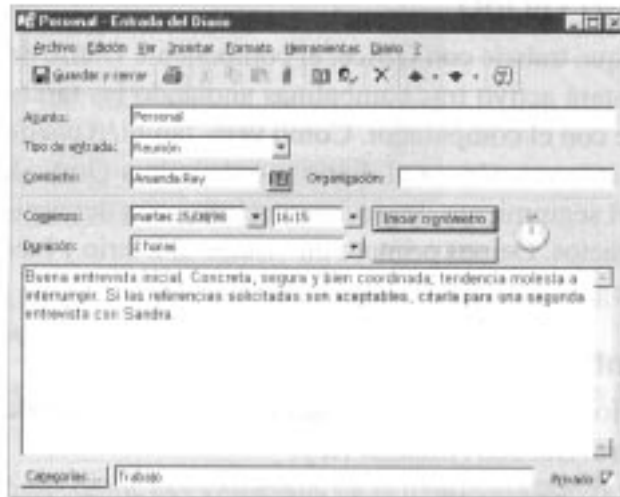 Personal - Entrada del Diario
Archivo Edición Ver Insertar Formato Herramientas Diario ?
Guardar y cerrar
Asunto: Personal
Tipo de entrada: Reunión
Contacto: Amanda Ray Organización:
Comienzo: martes 25/08/98 16:15 Iniciar cronómetro
Duración: 2 horas
Buena entrevista inicial. Concreta, segura y bien coordinada, tendencia molesta a
interrumpir. Si las referencias solicitadas son aceptables, citarla para una segunda
entrevista con Sandra.
Categorías... Trabajo Privado